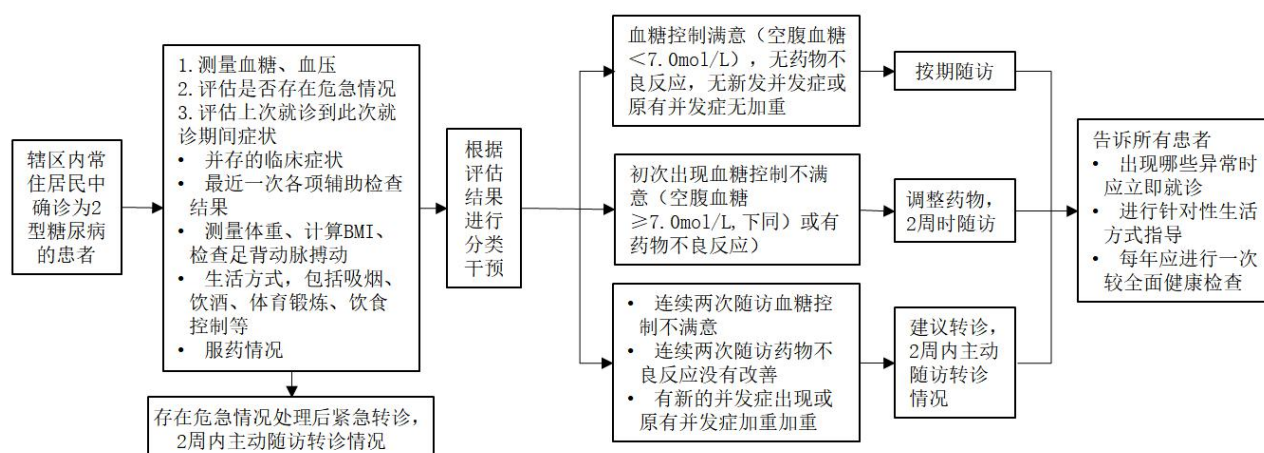 辖区内常
住居民中
确诊为2
型糖尿病
的患者
1.测量血糖、血压
2.评估是否存在危急情况
3.评估上次就诊到此次就
诊期间症状
• 并存的临床症状
• 最近一次各项辅助检查
结果
• 测量体重、计算BMI、
检查足背动脉搏动
• 生活方式，包括吸烟、
饮酒、体育锻炼、饮食
控制等
• 服药情况
存在危急情况处理后紧急转诊，
2周内主动随访转诊情况
根据
评估
结果
进行
分类
干预
血糖控制满意（空腹血糖
＜7.0mol/L），无药物不
良反应，无新发并发症或
原有并发症无加重
按期随访
初次出现血糖控制不满
意（空腹血糖
≥7.0mol/L,下同）或有
药物不良反应）
调整药物，
2周时随访
• 连续两次随访血糖控
制不满意
• 连续两次随访药物不
良反应没有改善
• 有新的并发症出现或
原有并发症加重加重
建议转诊，
2周内主动
随访转诊
情况
告诉所有患者
• 出现哪些异常时
应立即就诊
• 进行针对性生活
方式指导
• 每年应进行一次
较全面健康检查